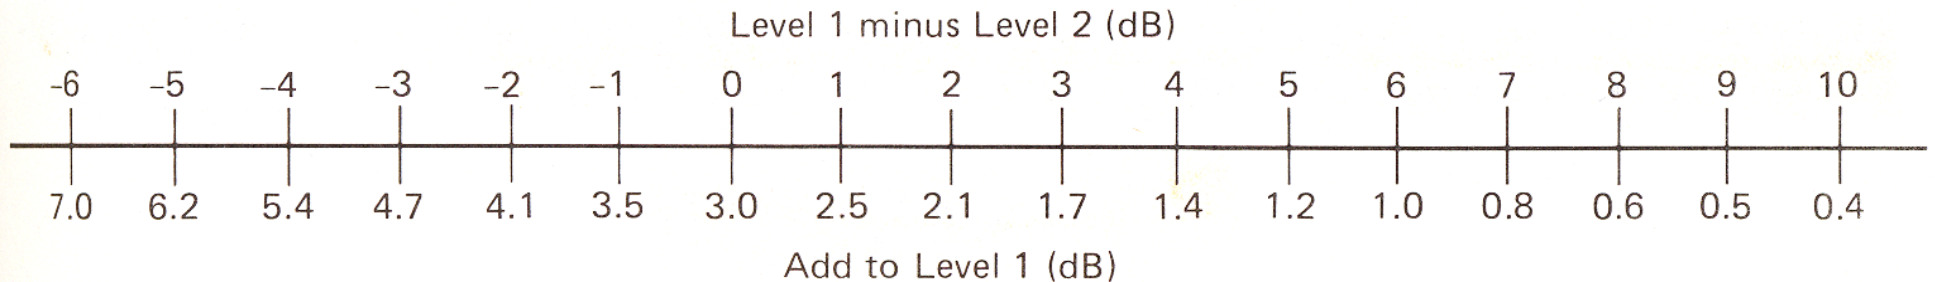 Level 1 minus Level 2 (dB)
-6 -5 -4 -3 -2 -1 0 1 2 3 4 5 6 7 8 9 10
7.0 6.2 5.4 4.7 4.1 3.5 3.0 2.5 2.1 1.7 1.4 1.2 1.0 0.8 0.6 0.5 0.4
Add to Level 1 (dB)